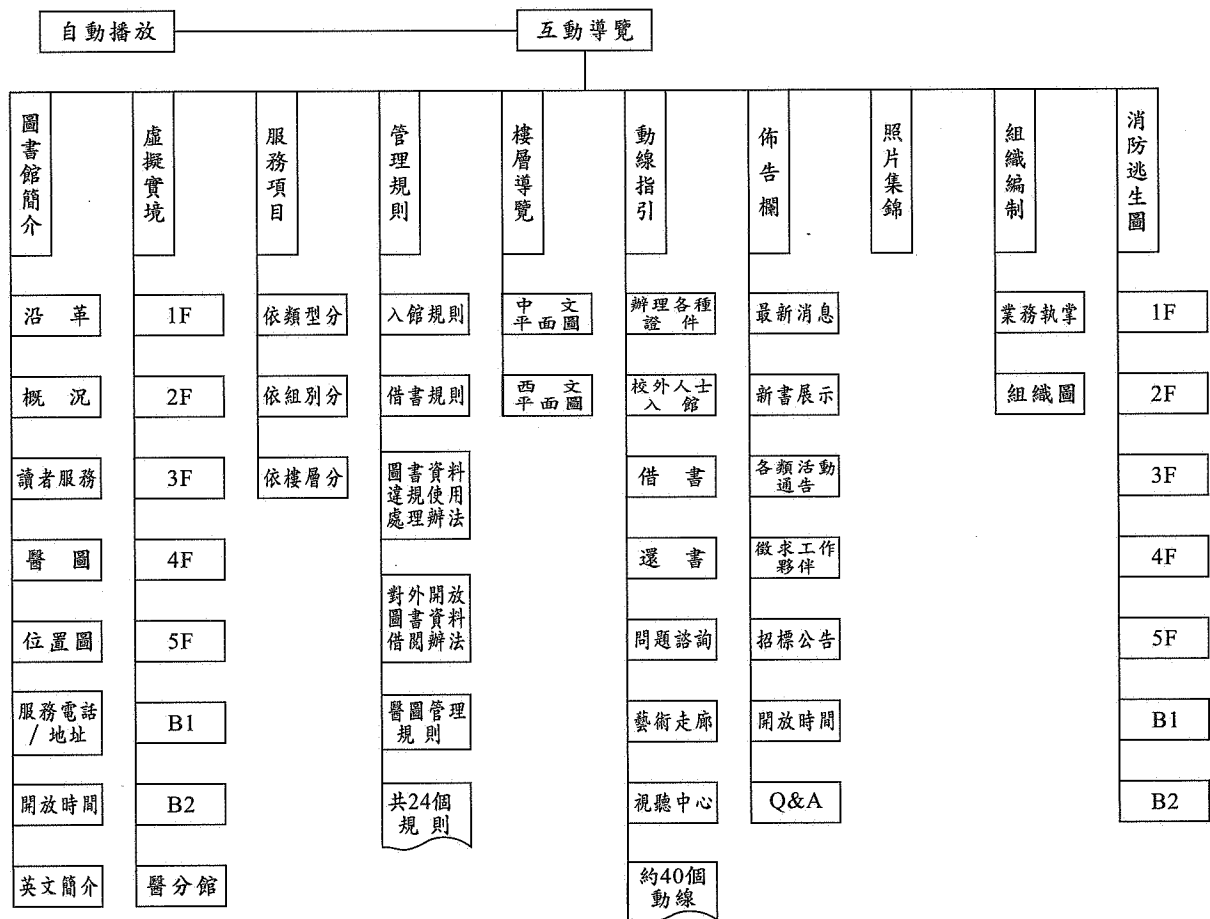 自動播放
互動導覽
圖書館簡介
沿革
概況
讀者服務
醫圖
位置圖
服務電話
/ 地址
開放時間
英文簡介
虛擬實境
1F
2F
3F
4F
5F
B1
B2
醫分館
服務項目
依類型分
依組別分
依樓層分
管理規則
入館規則
借書規則
圖書資料
違規使用
處理辦法
對外開放
圖書資料
借閱辦法
醫圖管理
規則
共24個
規則
樓層導覽
中文
平面圖
西文
平面圖
動線指引
辦理各種
證件
校外人士
入館
借書
還書
問題諮詢
藝術走廊
視聽中心
約40個
動線
佈告欄
最新消息
新書展示
各類活動
通告
徵求工作
夥伴
招標公告
開放時間
Q&A
照片集錦
組織編制
業務執掌
組織圖
消防逃生圖
1F
2F
3F
4F
5F
B1
B2